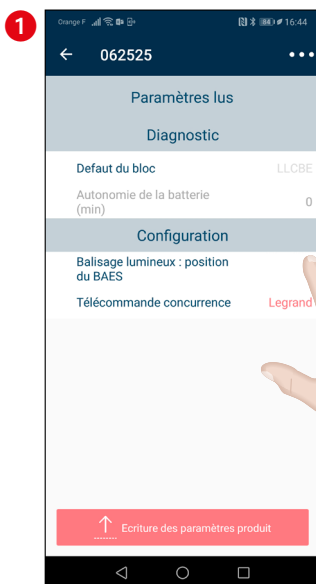 1
Orange F 84 16:44
062525
Paramètres lus
Diagnostic
Defaut du bloc LLCBE
Autonomie de la batterie
(min) 0
Configuration
Balisage lumineux : position
du BAES
Télécommande concurrence Legrand
Ecriture des paramètres produit